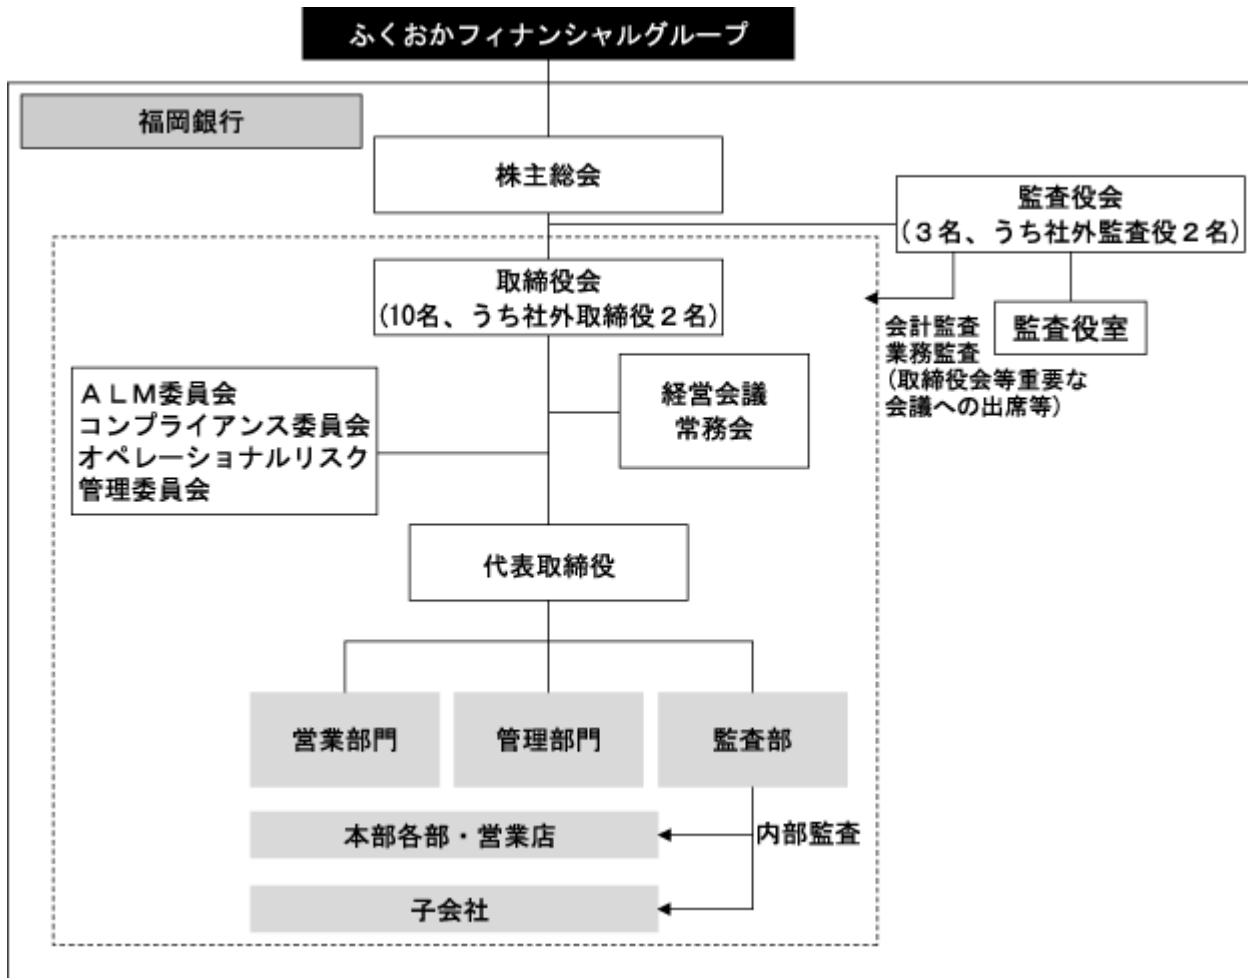 ふくおかフィナンシャルグループ
福岡銀行
株主総会
監査役会
(3名、うち社外監査役2名)
取締役会
(10名、うち社外取締役2名)
監査役室
会計監査
業務監査
(取締役会等重要な
会議への出席等)
経営会議
常務会
ALM委員会
コンプライアンス委員会
オペレーショナルリスク
管理委員会
代表取締役
営業部門
管理部門
監査部
本部各部・営業店
内部監査
子会社